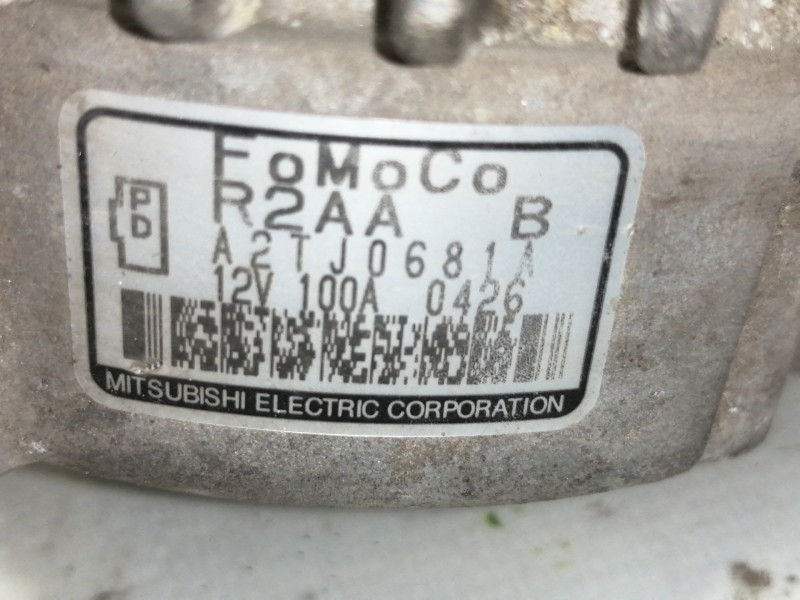 FoMoCo
R2AA B
P
D
A2TJ0681A
12V 100A 0426
MITSUBISHI ELECTRIC CORPORATION